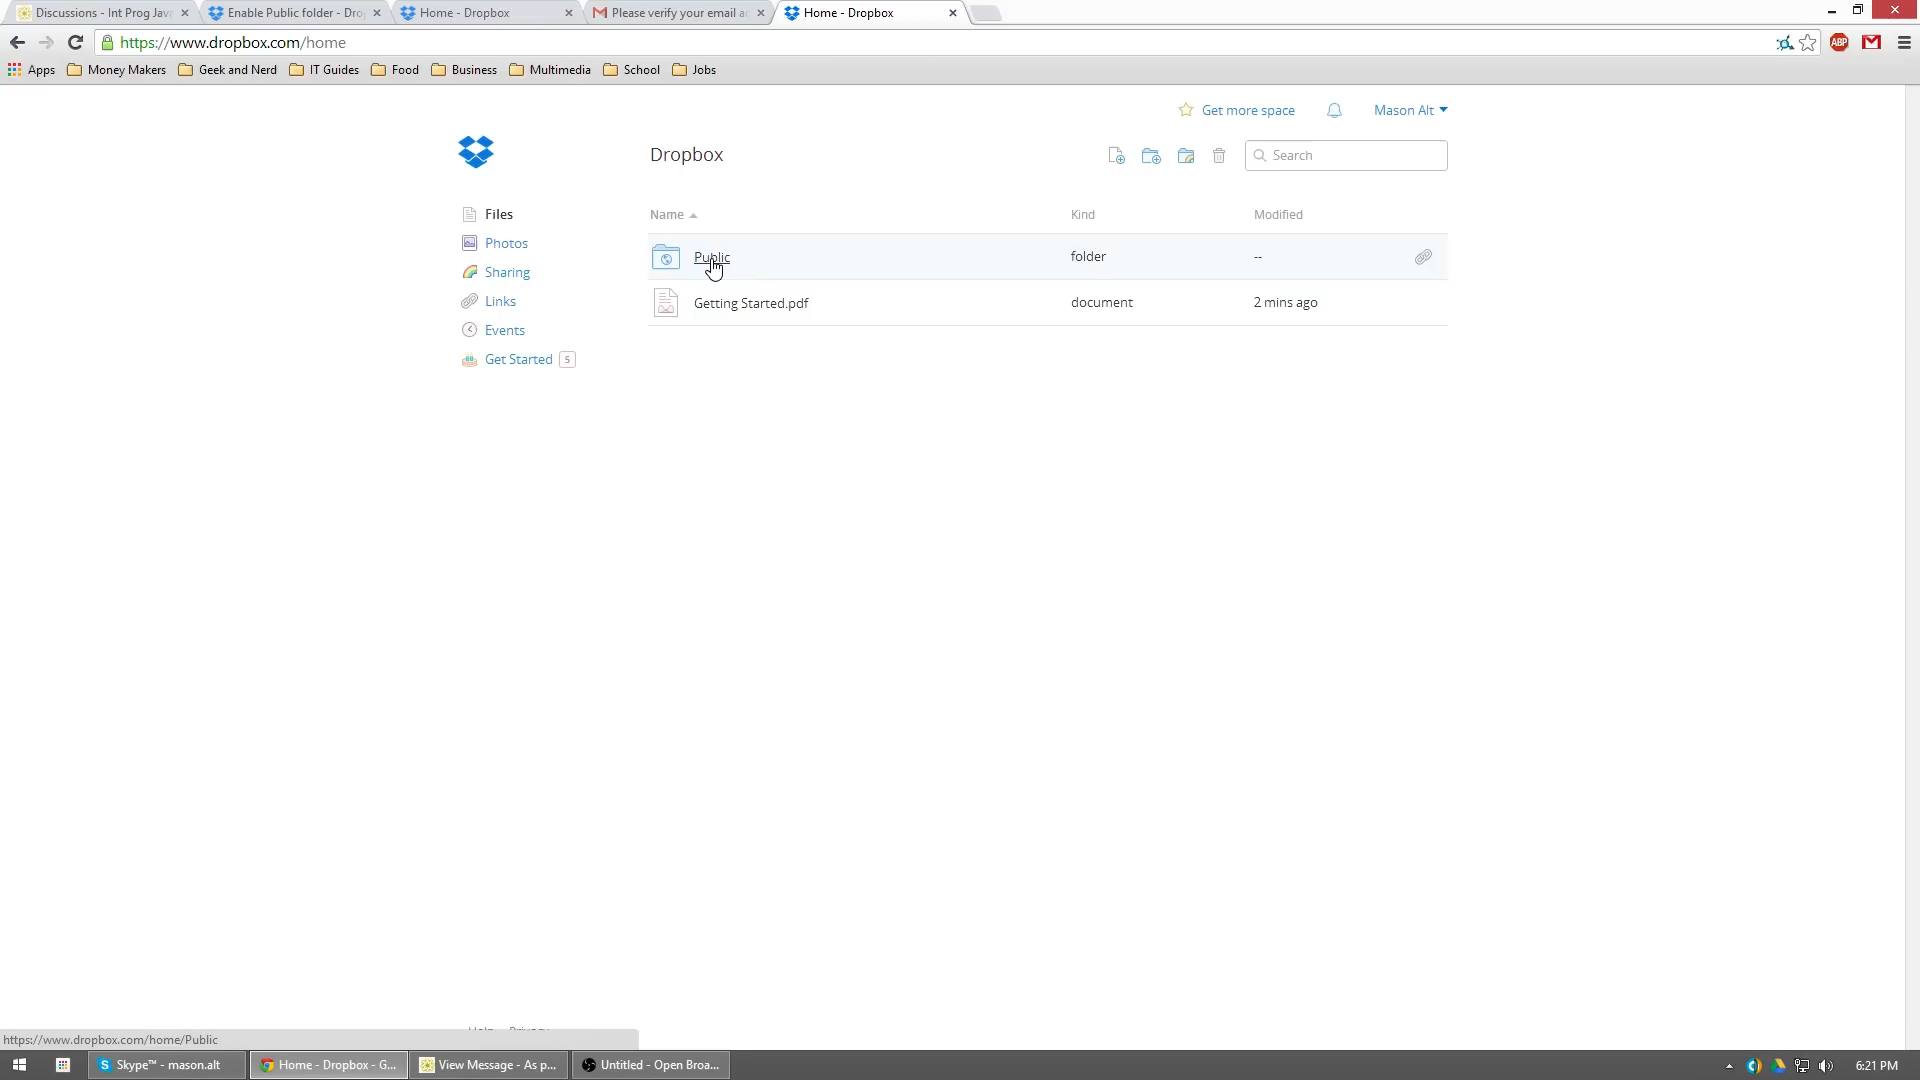 Discussions - Int Prog Jav
Enable Public folder - Dro
Home - Dropbox
Please verify your email a
Home - Dropbox
https://www.dropbox.com/home
ABP
Apps
Money Makers
Geek and Nerd
IT Guides
Food
Business
Multimedia
School
Jobs
Get more space
Mason Alt
Dropbox
Search
Files
Photos
Sharing
Links
Events
Get Started 5
Name
Kind
Modified
Public
folder
--
Getting Started.pdf
document
2 mins ago
Help Privacy
https://www.dropbox.com/home/Public
Skype™ - mason.alt
Home - Dropbox - G...
View Message - As p...
Untitled - Open Broa...
6:21 PM